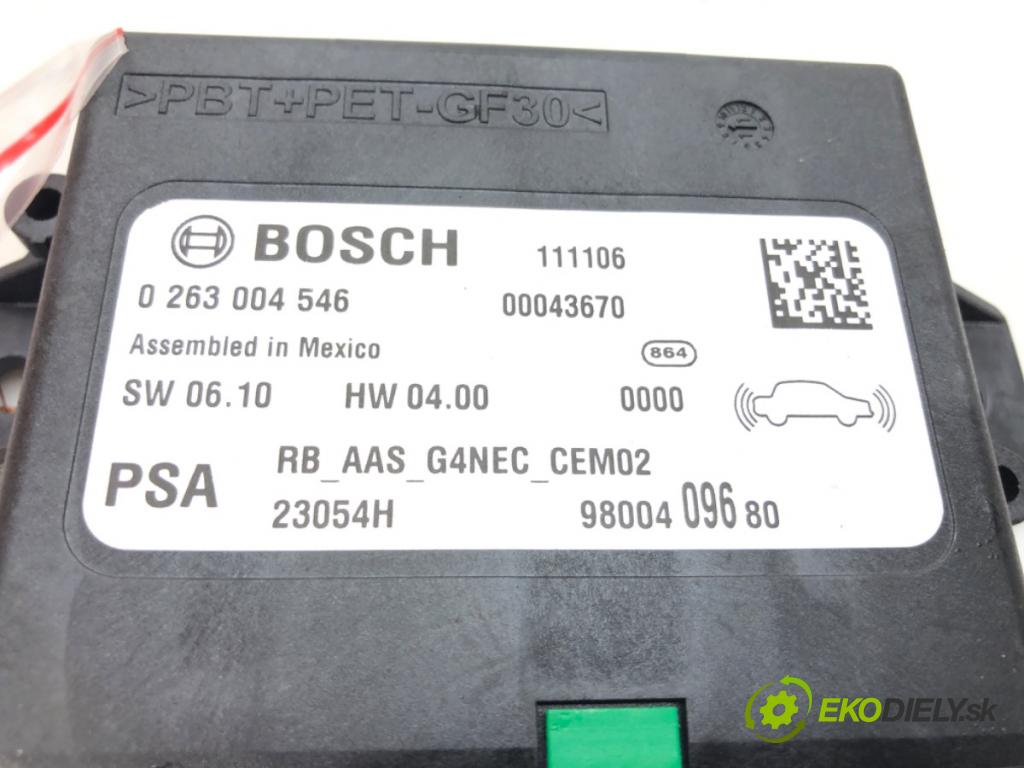 >PBT+PET-GF30<
11
BOSCH 111106
0 263 004 546 00043670
Assembled in Mexico 864
SW 06.10 HW 04.00 0000
PSA RB_AAS_G4NEC_CEM02
23054H 98004 096 80
EKODIELY.sk